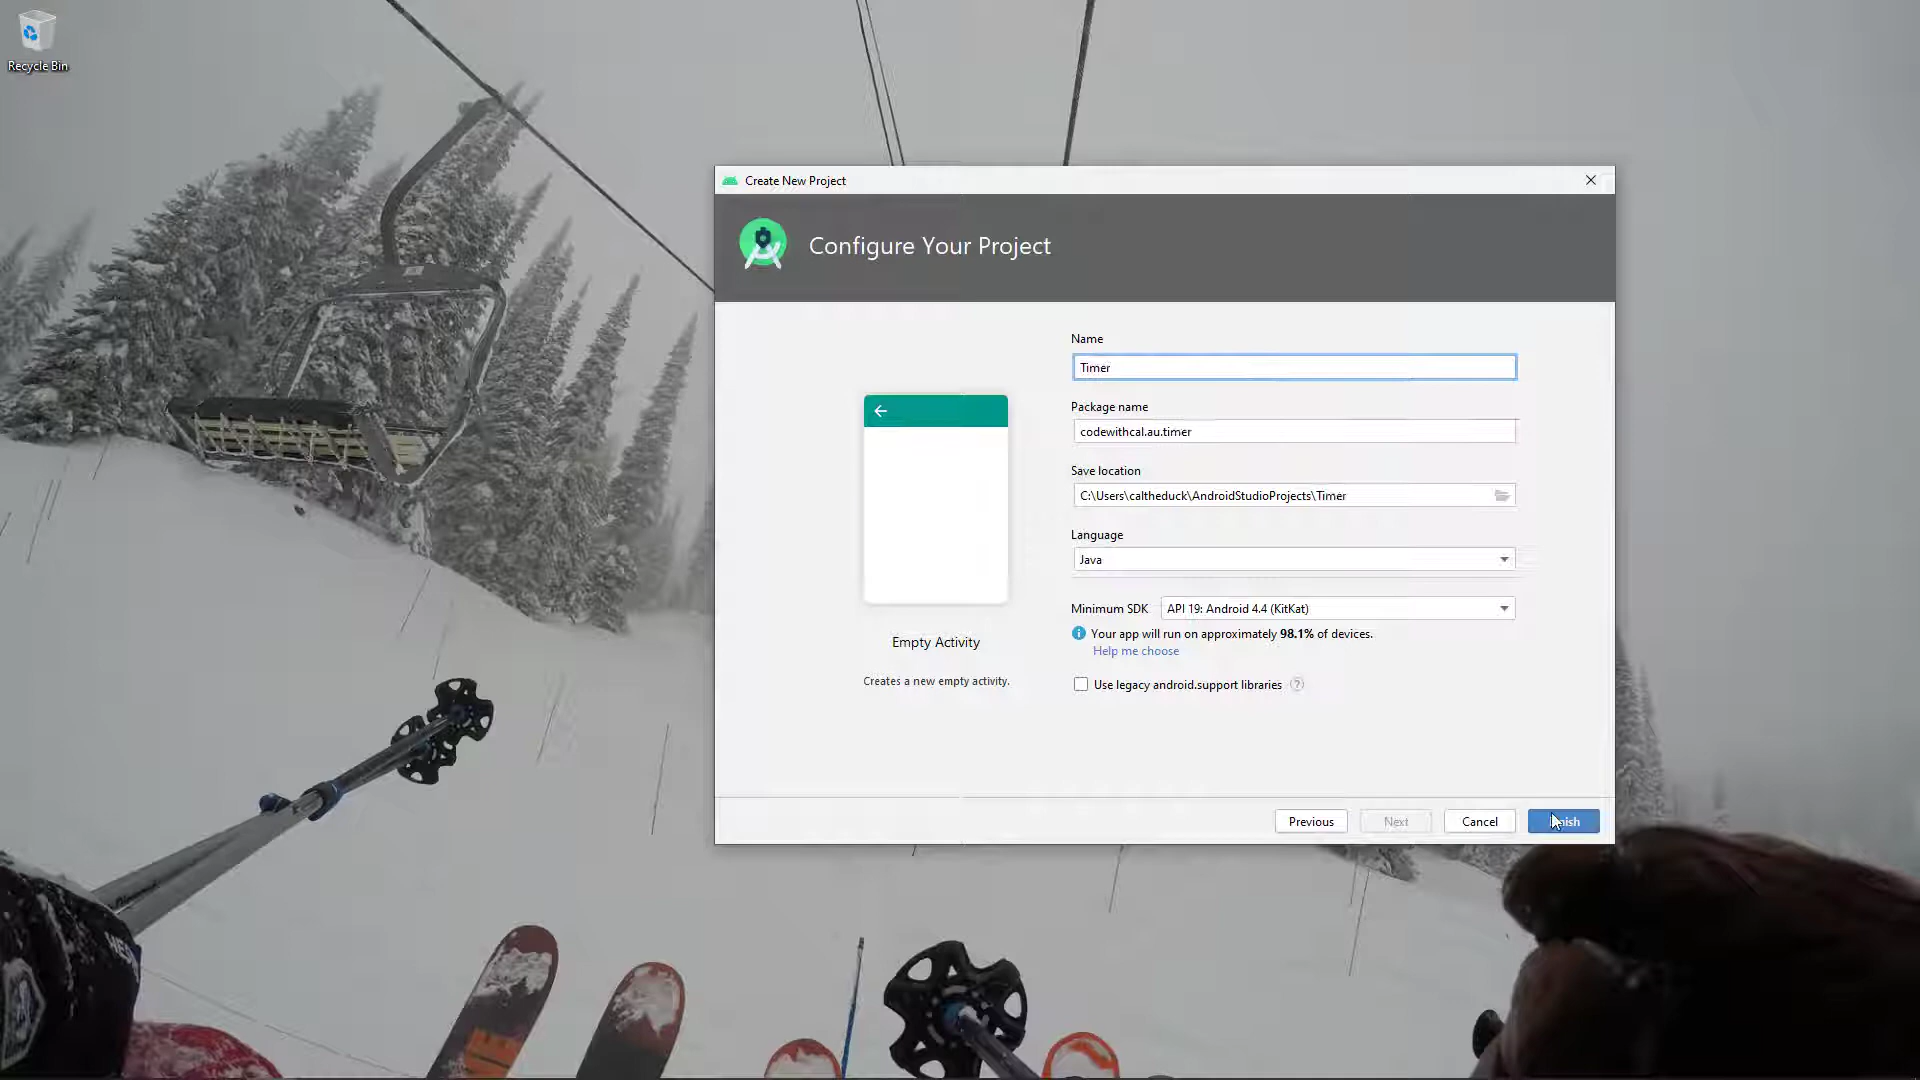 Recycle Bin
Create New Project
Configure Your Project
Name
Timer
Package name
codewithcal.au.timer
Save location
C:\Users\caltheduck\AndroidStudioProjects\Timer
Language
Java
Minimum SDK API 19: Android 4.4 (KitKat)
Your app will run on approximately 98.1% of devices.
Help me choose
Use legacy android.support libraries ?
Empty Activity
Creates a new empty activity.
Previous Next Cancel